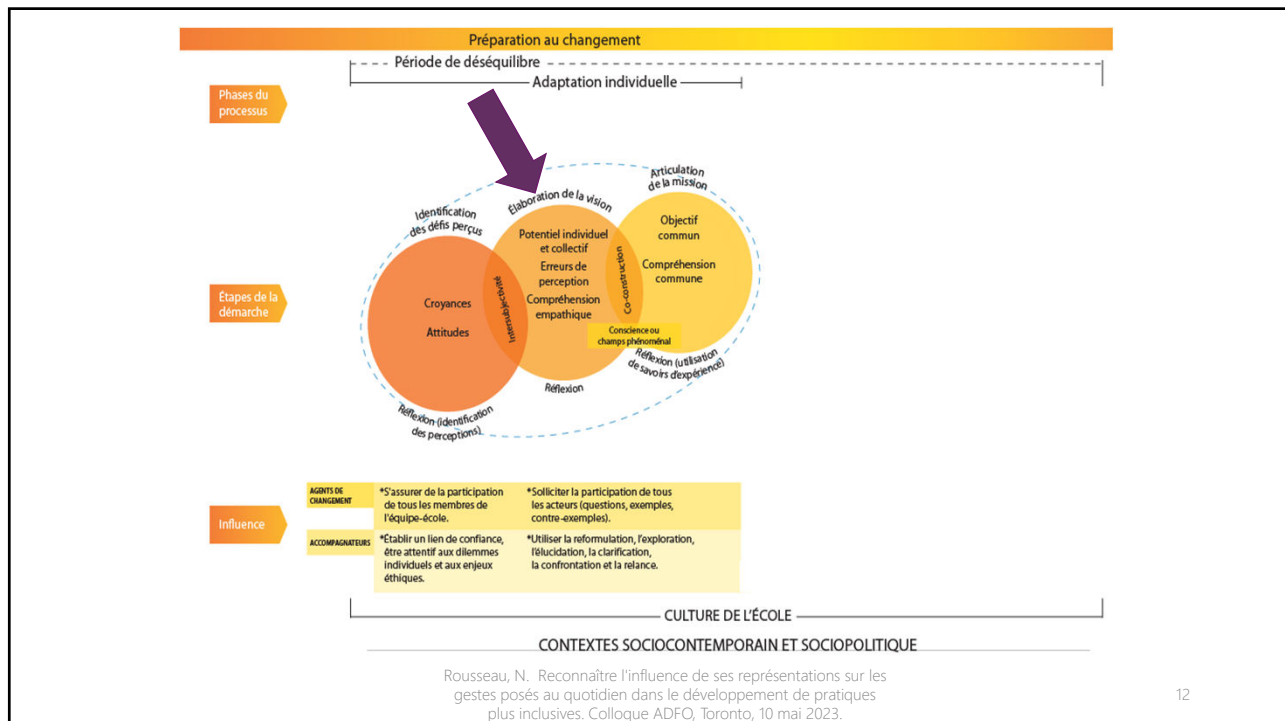 Préparation au changement
Période de déséquilibre
Adaptation individuelle
Phases du
processus
Étapes de la
démarche
Identification
des défis perçus
Croyances
Attitudes
Réflexion (identification
des perceptions)
Intersubjectivité
Élaboration de la vision
Potentiel individuel
et collectif
Erreurs de
perception
Compréhension
empathique
Réflexion
Co-construction
Conscience ou
champs phénoménal
Articulation
de la mission
Objectif
commun
Compréhension
commune
Réflexion (utilisation
de savoirs d'expérience)
Influence
AGENTS DE
CHANGEMENT
*S'assurer de la participation
de tous les membres de
l'équipe-école.
*Solliciter la participation de tous
les acteurs (questions, exemples,
contre-exemples).
ACCOMPAGNATEURS
*Établir un lien de confiance,
être attentif aux dilemmes
individuels et aux enjeux
éthiques.
*Utiliser la reformulation, l'exploration,
l'élucidation, la clarification,
la confrontation et la relance.
CULTURE DE L'ÉCOLE
CONTEXTES SOCIOCONTEMPORAIN ET SOCIOPOLITIQUE
Rousseau, N. Reconnaître l'influence de ses représentations sur les
gestes posés au quotidien dans le développement de pratiques
plus inclusives. Colloque ADFO, Toronto, 10 mai 2023.
12